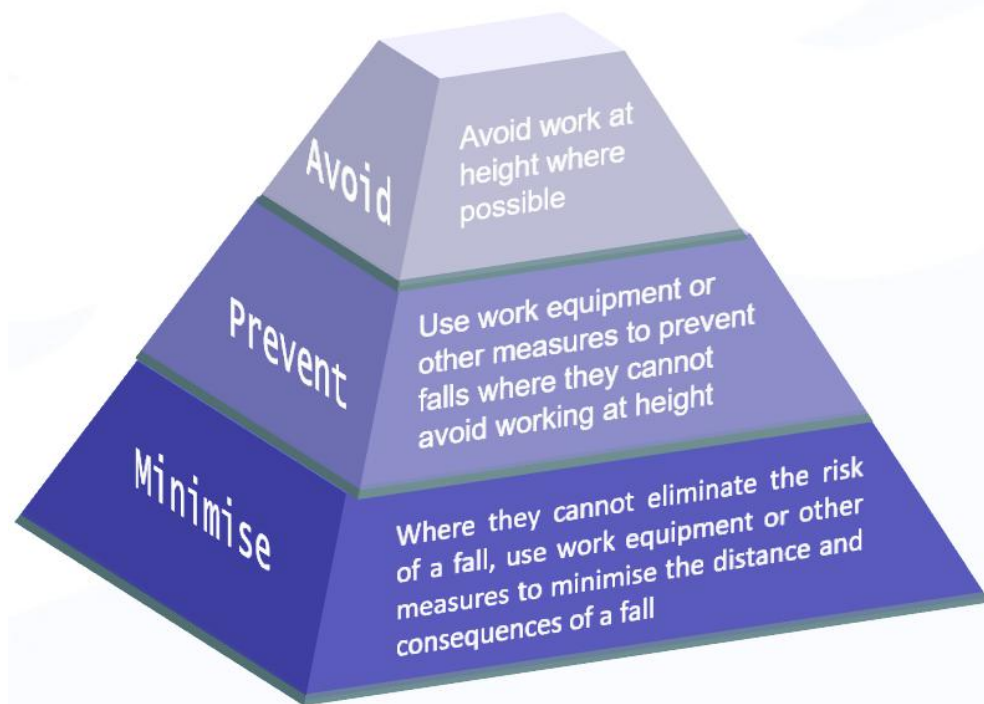 Avoid
Avoid work at
height where
possible
Prevent
Use work equipment or
other measures to prevent
falls where they cannot
avoid working at height
Minimise
Where they cannot eliminate the risk
of a fall, use work equipment or other
measures to minimise the distance and
consequences of a fall